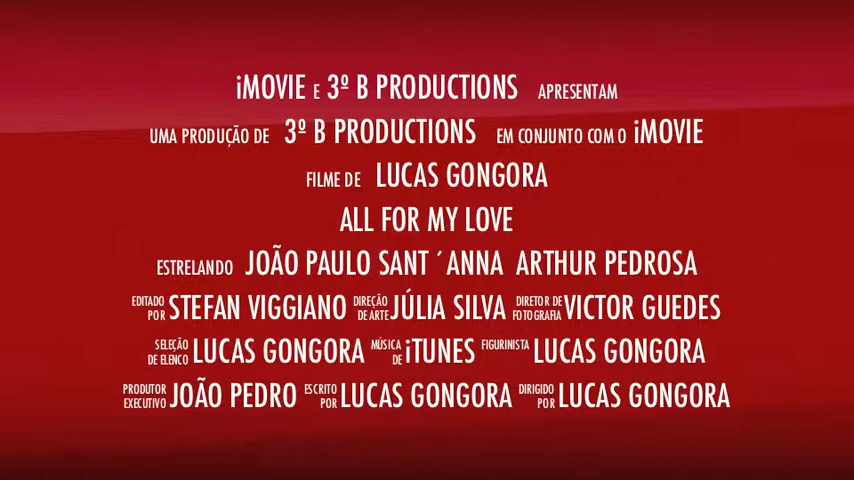 iMOVIE E 3º B PRODUCTIONS APRESENTAM
UMA PRODUÇÃO DE 3º B PRODUCTIONS EM CONJUNTO COM O iMOVIE
FILME DE LUCAS GONGORA
ALL FOR MY LOVE
ESTRELANDO JOÃO PAULO SANT ´ANNA ARTHUR PEDROSA
EDITADO POR STEFAN VIGGIANO DIREÇÃO DE ARTE JÚLIA SILVA DIRETOR DE FOTOGRAFIA VICTOR GUEDES
SELEÇÃO DE ELENCO LUCAS GONGORA MÚSICA DE iTUNES FIGURINISTA LUCAS GONGORA
PRODUTOR EXECUTIVO JOÃO PEDRO ESCRITO POR LUCAS GONGORA DIRIGIDO POR LUCAS GONGORA